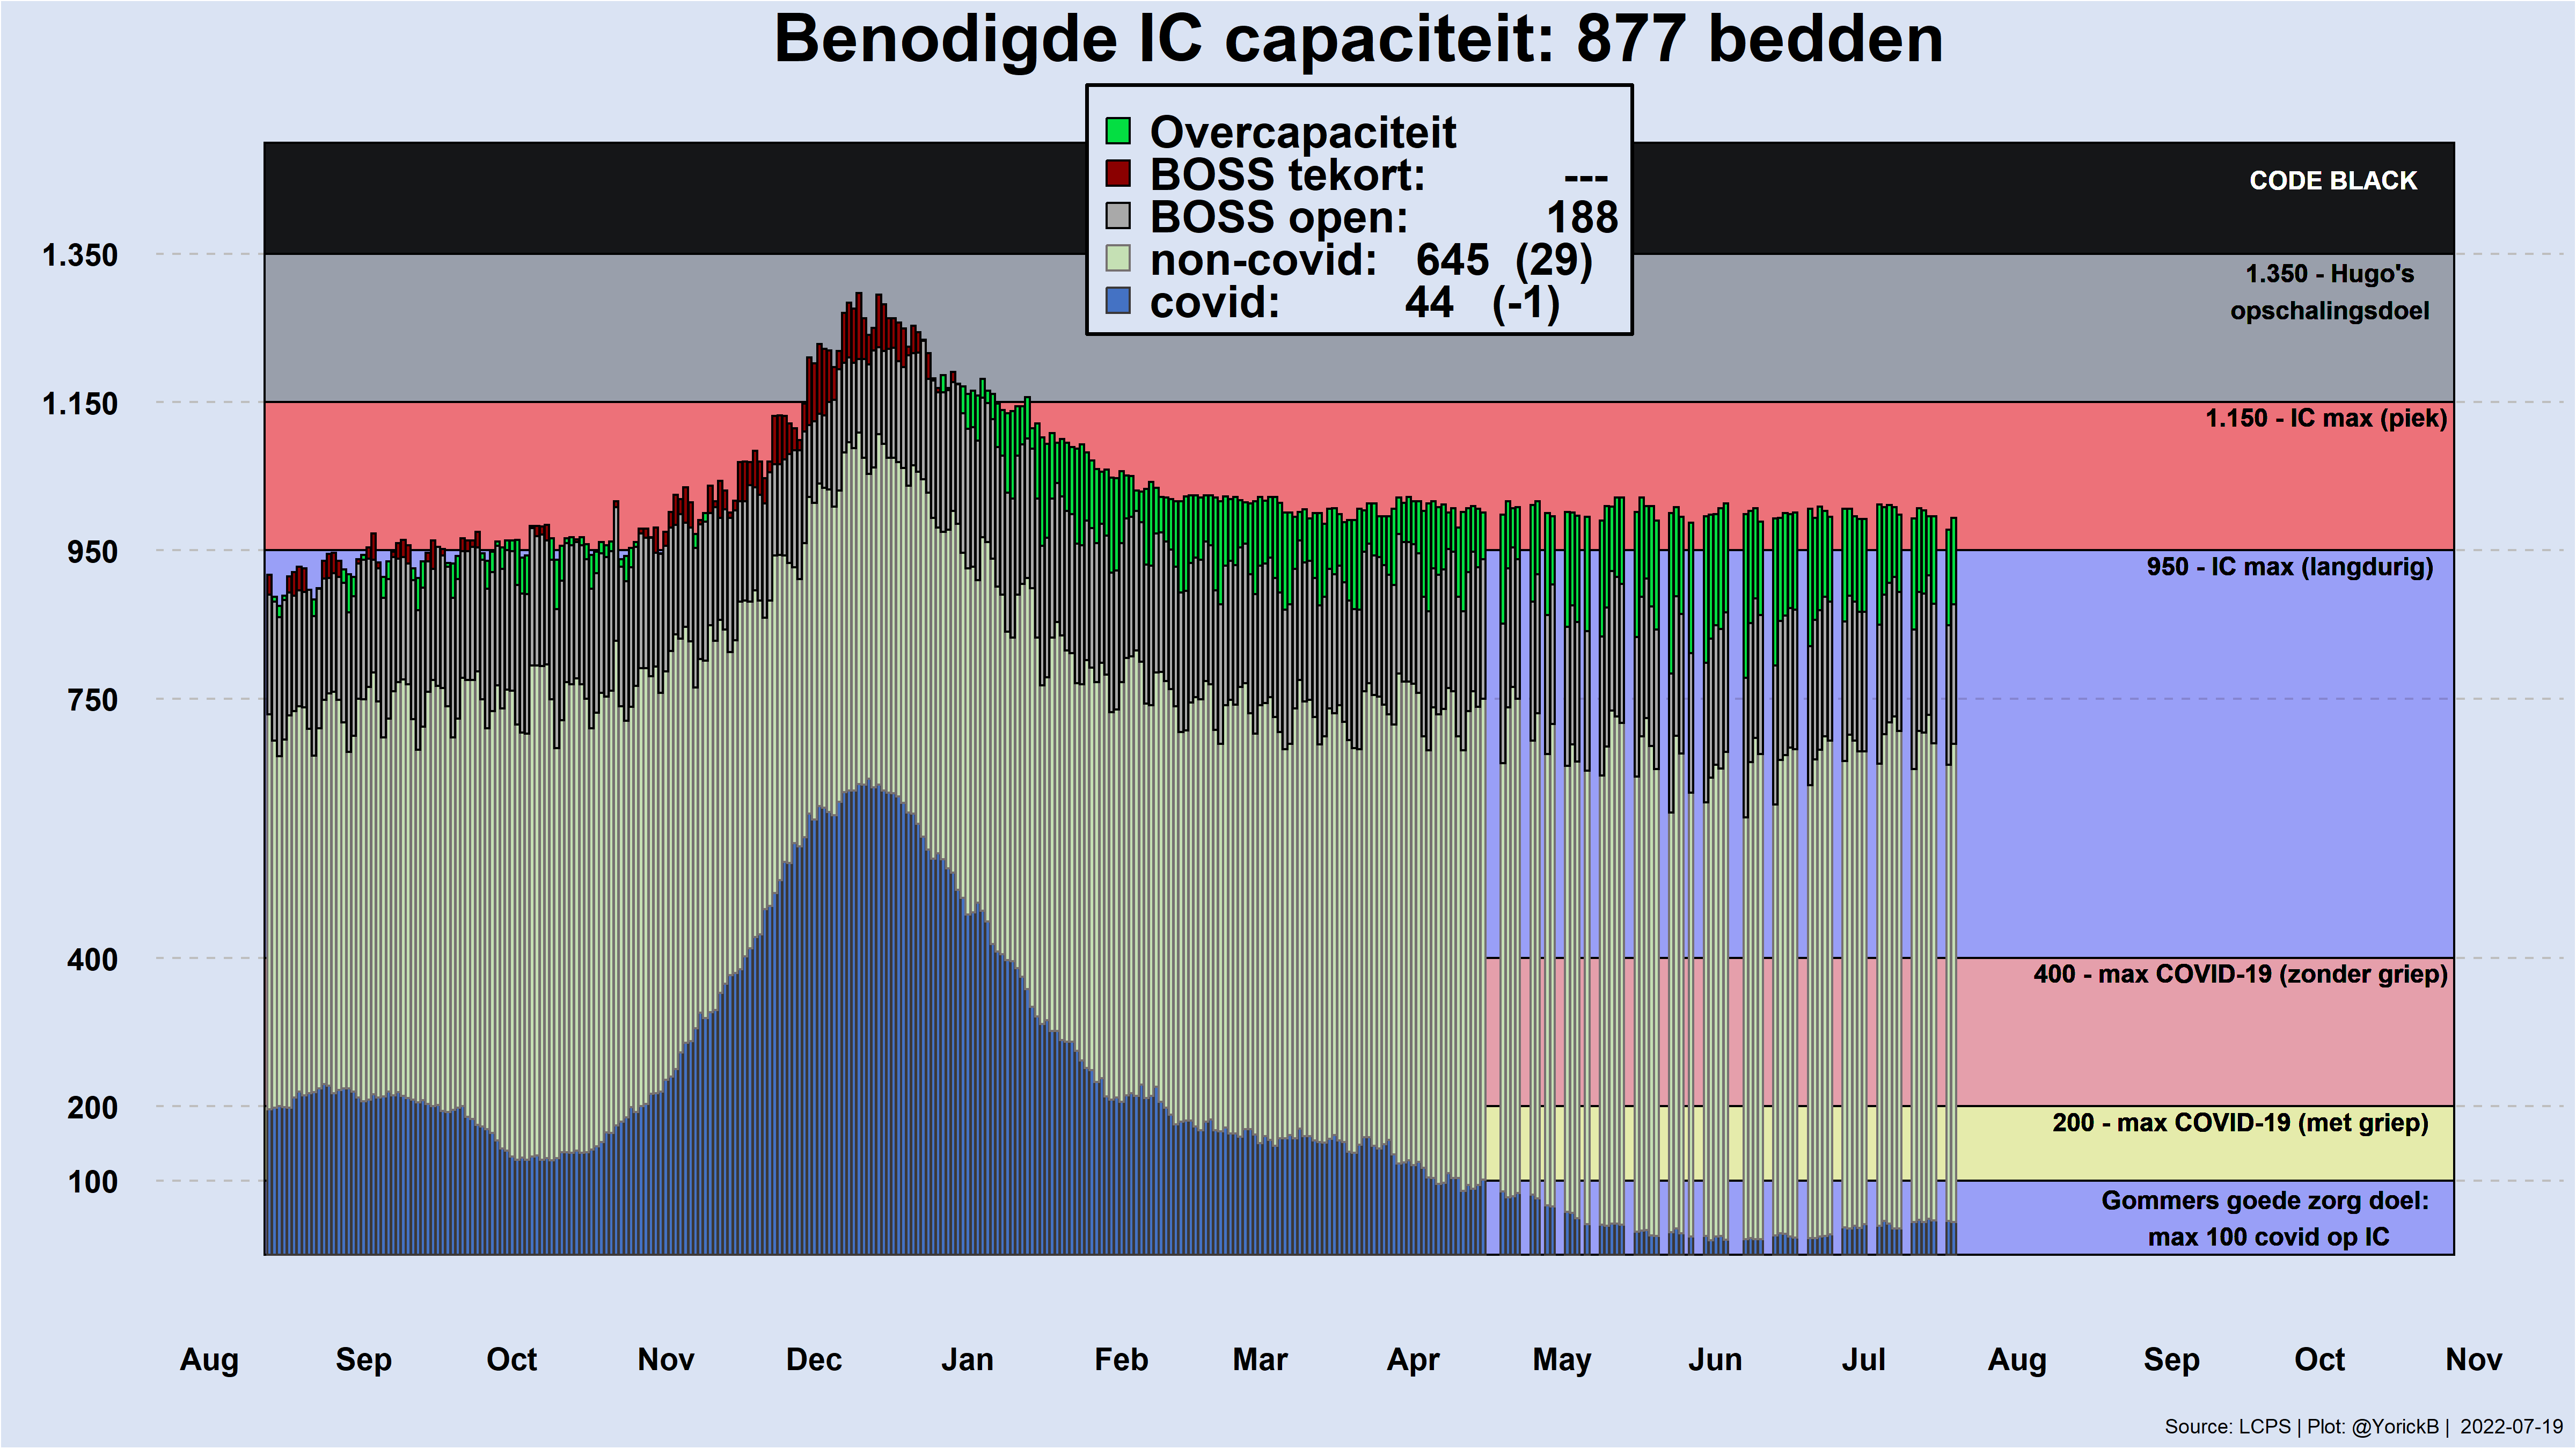 Benodigde IC capaciteit: 877 bedden
Overcapaciteit
BOSS tekort: ---
BOSS open: 188
non-covid: 645 (29)
covid: 44 (-1)
CODE BLACK
1.350
1.350 - Hugo's
opschalingsdoel
1.150
1.150 - IC max (piek)
950
950 - IC max (langdurig)
750
400
400 - max COVID-19 (zonder griep)
200
200 - max COVID-19 (met griep)
100
Gommers goede zorg doel:
max 100 covid op IC
Aug Sep Oct Nov Dec Jan Feb Mar Apr May Jun Jul Aug Sep Oct Nov
Source: LCPS | Plot: @YorickB | 2022-07-19